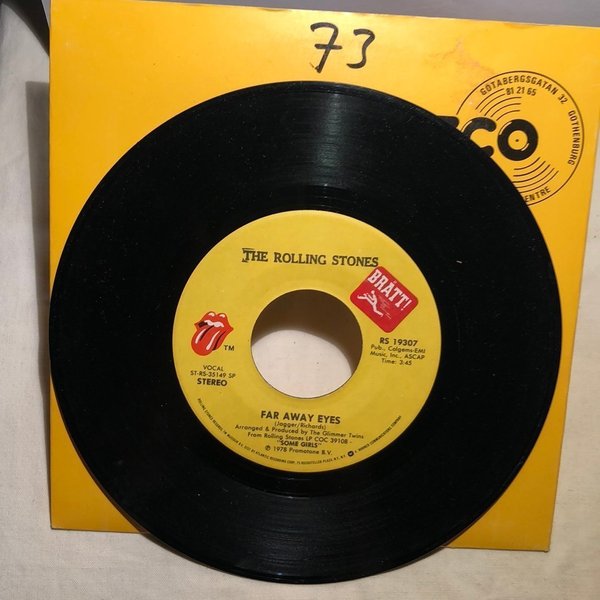 73
GÖTABERGSGATAN 32 GOTHENBURG
81 21 65
CO
ENTRE
THE ROLLING STONES
BRÅTT!
RS 19307
Pub., Colgems-EMI
Music, Inc., ASCAP
Time: 3:45
TM
VOCAL
ST-RS-35149 SP
STEREO
FAR AWAY EYES
(Jagger/Richards)
Arranged & Produced by The Glimmer Twins
From Rolling Stones LP COC 39108 -
"SOME GIRLS"
℗ 1978 Promotone B.V.